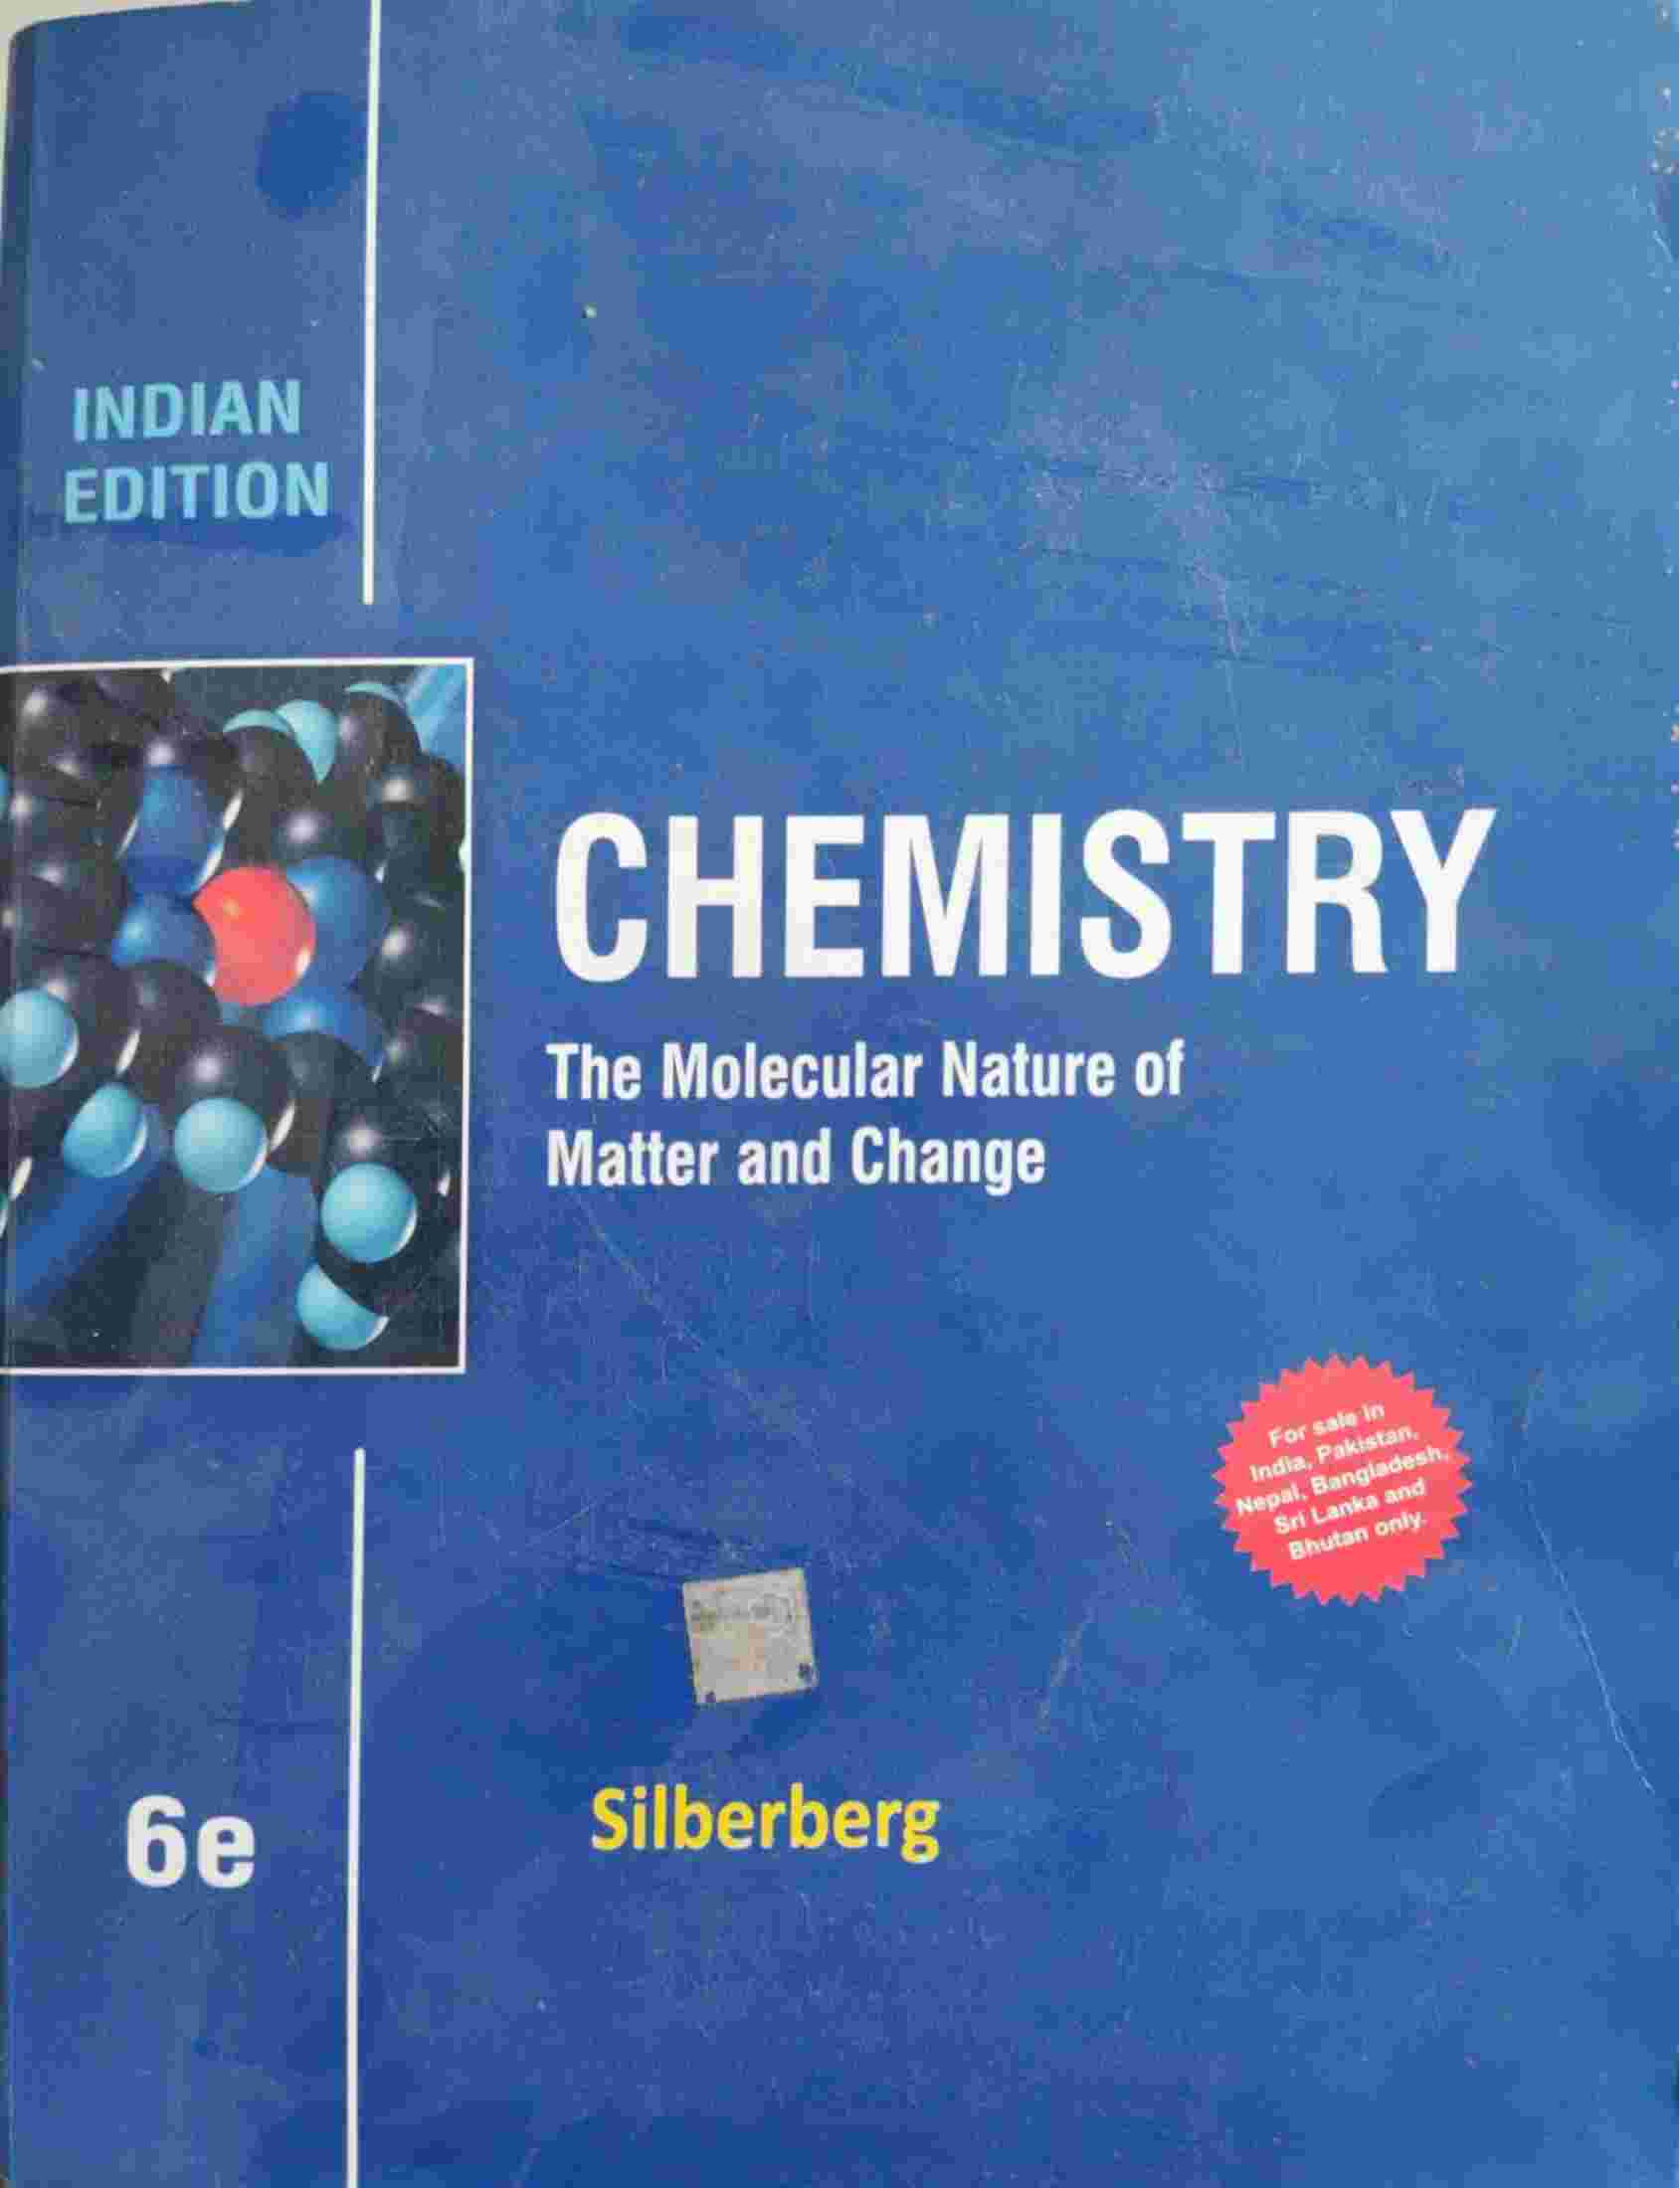 INDIAN
EDITION
CHEMISTRY
The Molecular Nature of
Matter and Change
For sale in
India, Pakistan,
Nepal, Bangladesh,
Sri Lanka and
Bhutan only.
6e
Silberberg